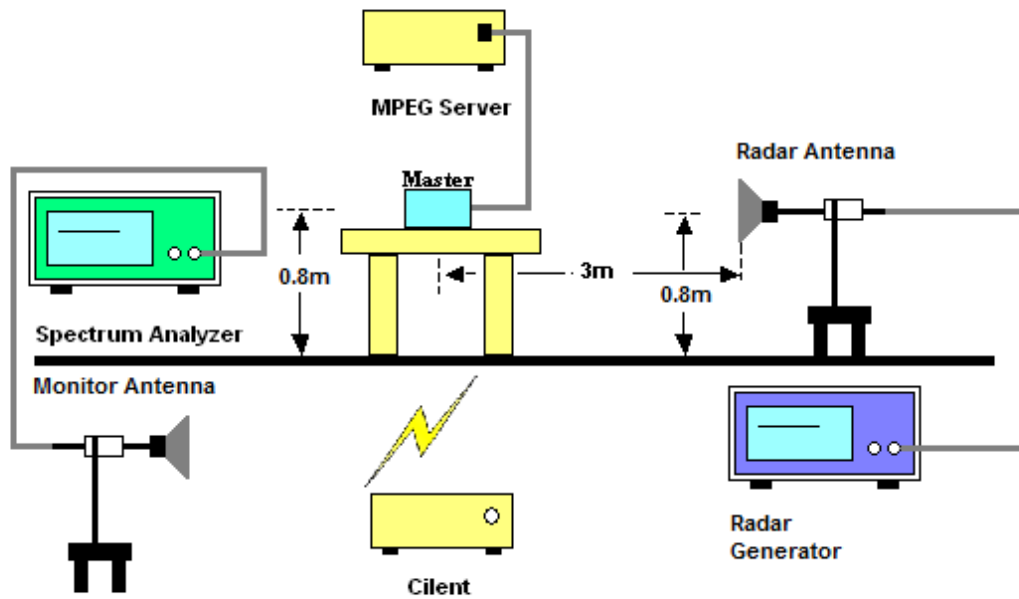 MPEG Server
Radar Antenna
Master
0.8m
3m
0.8m
Spectrum Analyzer
Monitor Antenna
Radar
Generator
Cilent